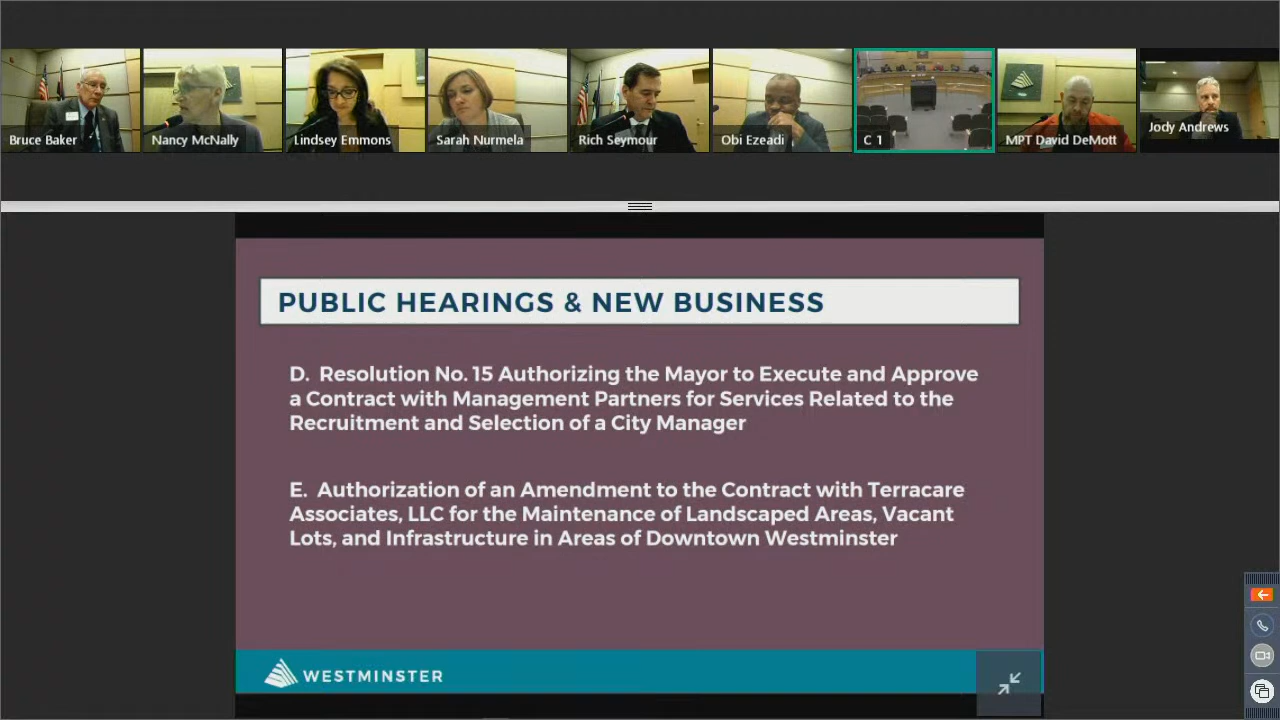 Bruce Baker
Nancy McNally
Lindsey Emmons
Sarah Nurmela
Rich Seymour
Obi Ezeadi
C 1
MPT David DeMott
Jody Andrews
PUBLIC HEARINGS & NEW BUSINESS
D. Resolution No. 15 Authorizing the Mayor to Execute and Approve
a Contract with Management Partners for Services Related to the
Recruitment and Selection of a City Manager
E. Authorization of an Amendment to the Contract with Terracare
Associates, LLC for the Maintenance of Landscaped Areas, Vacant
Lots, and Infrastructure in Areas of Downtown Westminster
WESTMINSTER